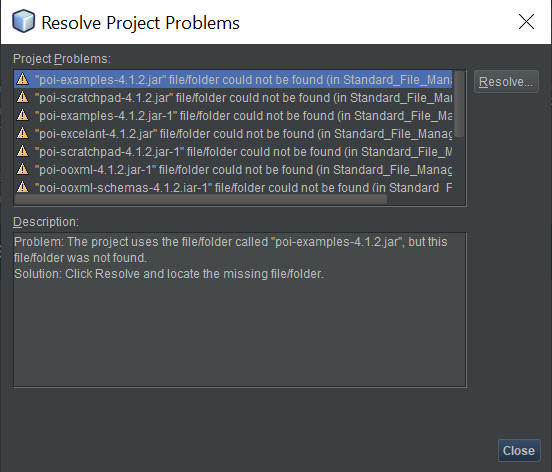 Resolve Project Problems
Project Problems:
"poi-examples-4.1.2.jar" file/folder could not be found (in Standard_File_Mana
Resolve...
"poi-scratchpad-4.1.2.jar" file/folder could not be found (in Standard_File_Ma
"poi-examples-4.1.2.jar-1" file/folder could not be found (in Standard_File_Ma
"poi-excelant-4.1.2.jar" file/folder could not be found (in Standard_File_Manag
"poi-scratchpad-4.1.2.jar-1" file/folder could not be found (in Standard_File_
"poi-ooxml-4.1.2.jar-1" file/folder could not be found (in Standard_File_Manag
"poi-ooxml-schemas-4.1.2.jar-1" file/folder could not be found (in Standard_F
Description:
Problem: The project uses the file/folder called "poi-examples-4.1.2.jar", but this
file/folder was not found.
Solution: Click Resolve and locate the missing file/folder.
Close